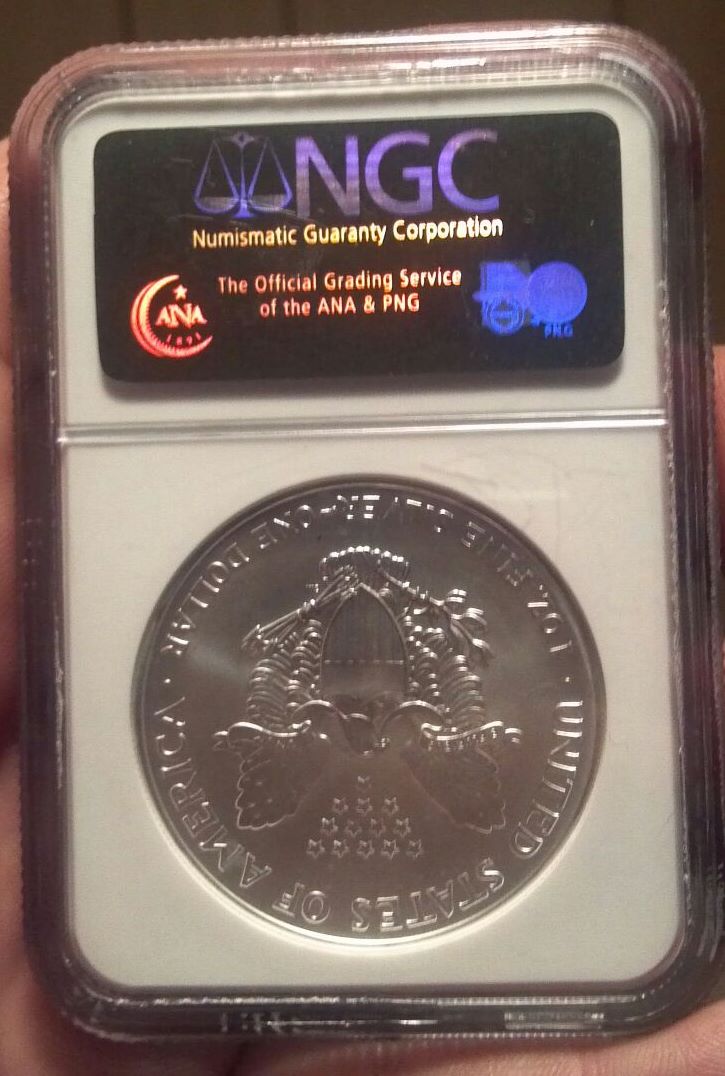 NGC
Numismatic Guaranty Corporation
The Official Grading Service
of the ANA & PNG
ANA
1891
PNG
UNITED STATES OF AMERICA
1 OZ. FINE SILVER~ONE DOLLAR